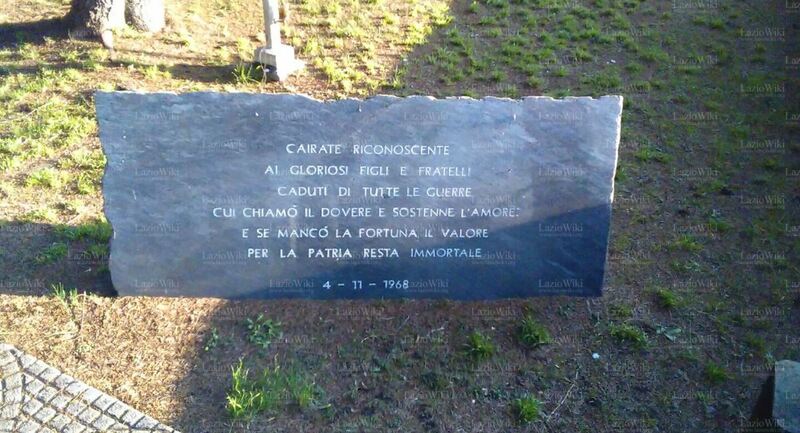 CAIRATE RICONOSCENTE
AI GLORIOSI FIGLI E FRATELLI
CADUTI DI TUTTE LE GUERRE
CUI CHIAMÒ IL DOVERE E SOSTENNE L'AMORE:
E SE MANCÒ LA FORTUNA, IL VALORE
PER LA PATRIA RESTA IMMORTALE
4 - 11 - 1968
LazioWiki